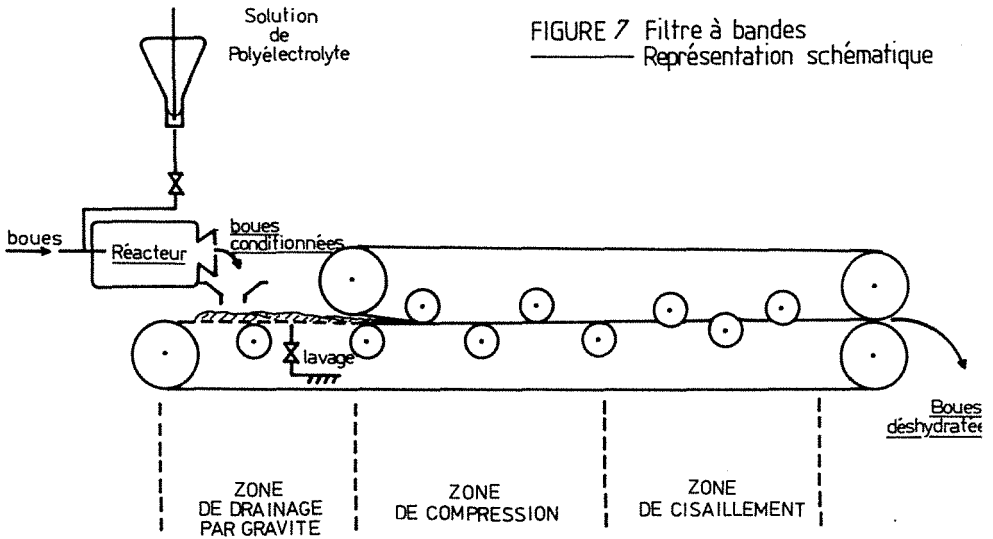 Solution
de
Polyélectrolyte
FIGURE 7 Filtre à bandes
Représentation schématique
boues
Réacteur
boues
conditionnées
lavage
Boues
déshydratée
ZONE
DE DRAINAGE
PAR GRAVITE
ZONE
DE COMPRESSION
ZONE
DE CISAILLEMENT